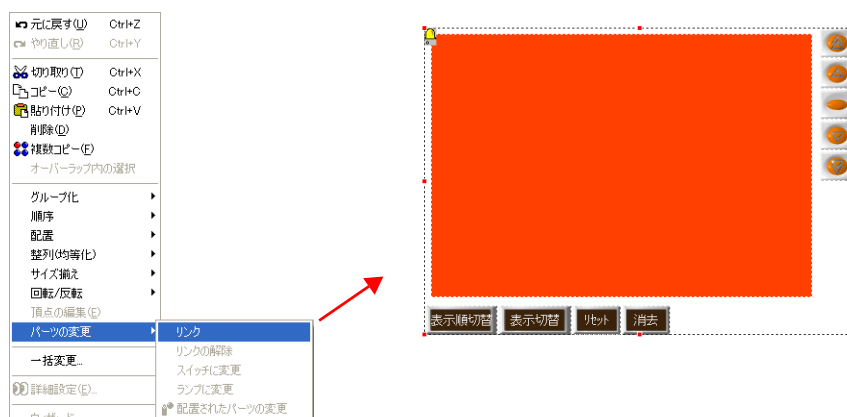 元に戻す(U) Ctrl+Z
やり直し(R) Ctrl+Y
切り取り(T) Ctrl+X
コピー(C) Ctrl+C
貼り付け(P) Ctrl+V
削除(D)
複数コピー(F)
オーバーラップ内の選択
グループ化
順序
配置
整列(均等化)
サイズ揃え
回転/反転
頂点の編集(E)
パーツの変更
一括変更...
詳細設定(E)...
リンク
リンクの解除
スイッチに変更
ランプに変更
配置されたパーツの変更
表示順切替 表示切替 リセット 消去